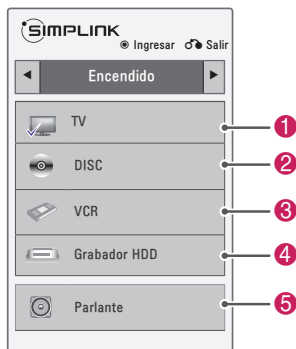 SIMPLINK
Ingresar Salir
Encendido
TV 1
DISC 2
VCR 3
Grabador HDD 4
Parlante 5